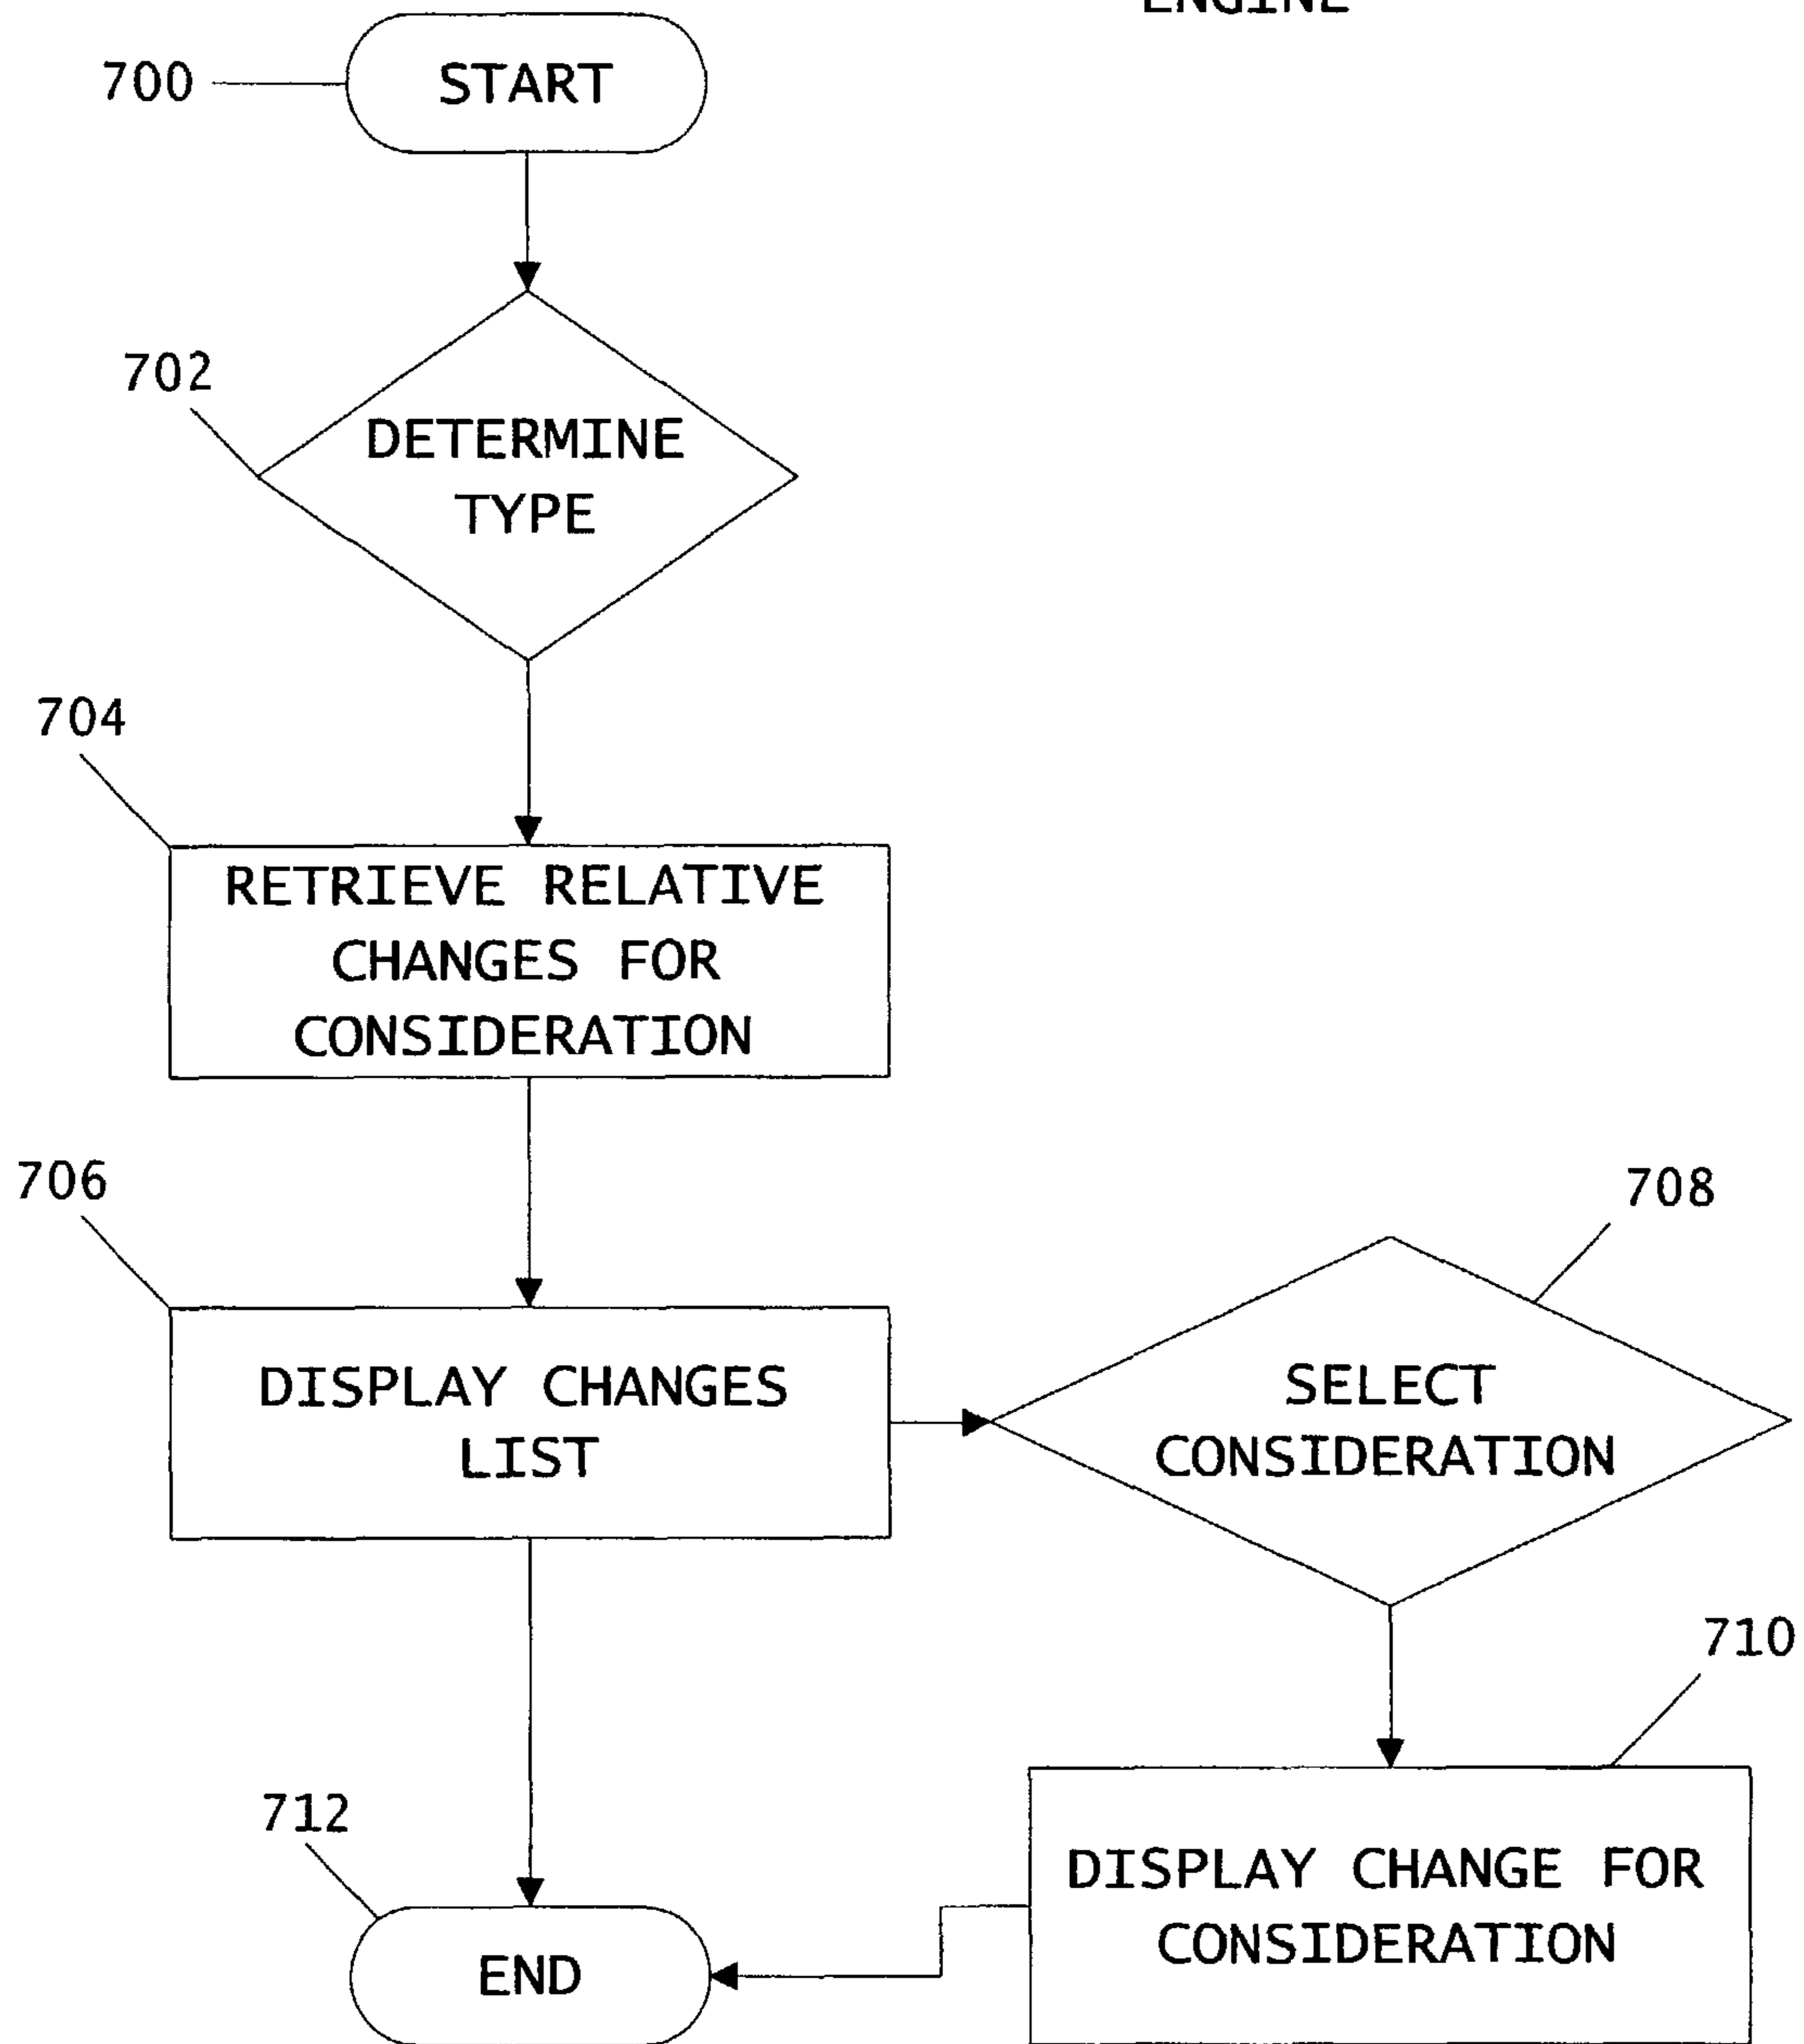 ENGINE
700
START
702
DETERMINE
TYPE
704
RETRIEVE RELATIVE
CHANGES FOR
CONSIDERATION
706
DISPLAY CHANGES
LIST
708
SELECT
CONSIDERATION
710
DISPLAY CHANGE FOR
CONSIDERATION
712
END